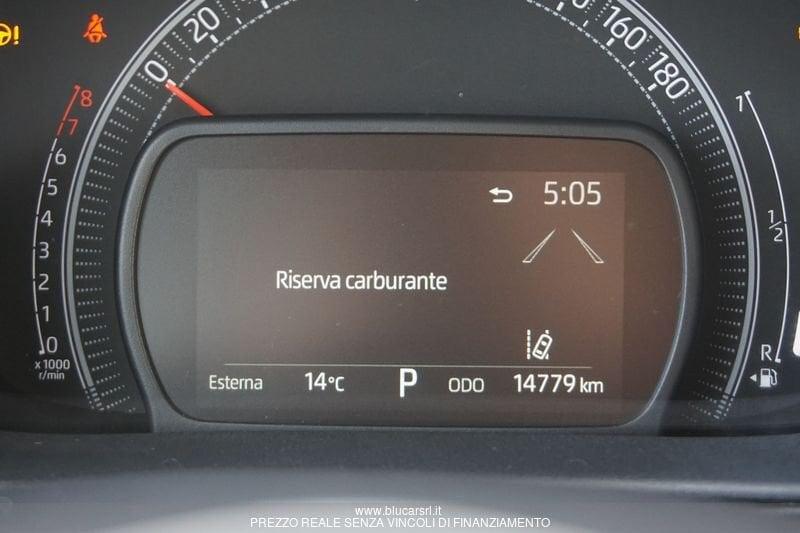 0 20 160 180
8
7
6
5
4
3
2
1
0
x1000
r/min
5:05
Riserva carburante
Esterna 14°C P ODO 14779 km
1
1/2
R
www.blucarsrl.it
PREZZO REALE SENZA VINCOLI DI FINANZIAMENTO